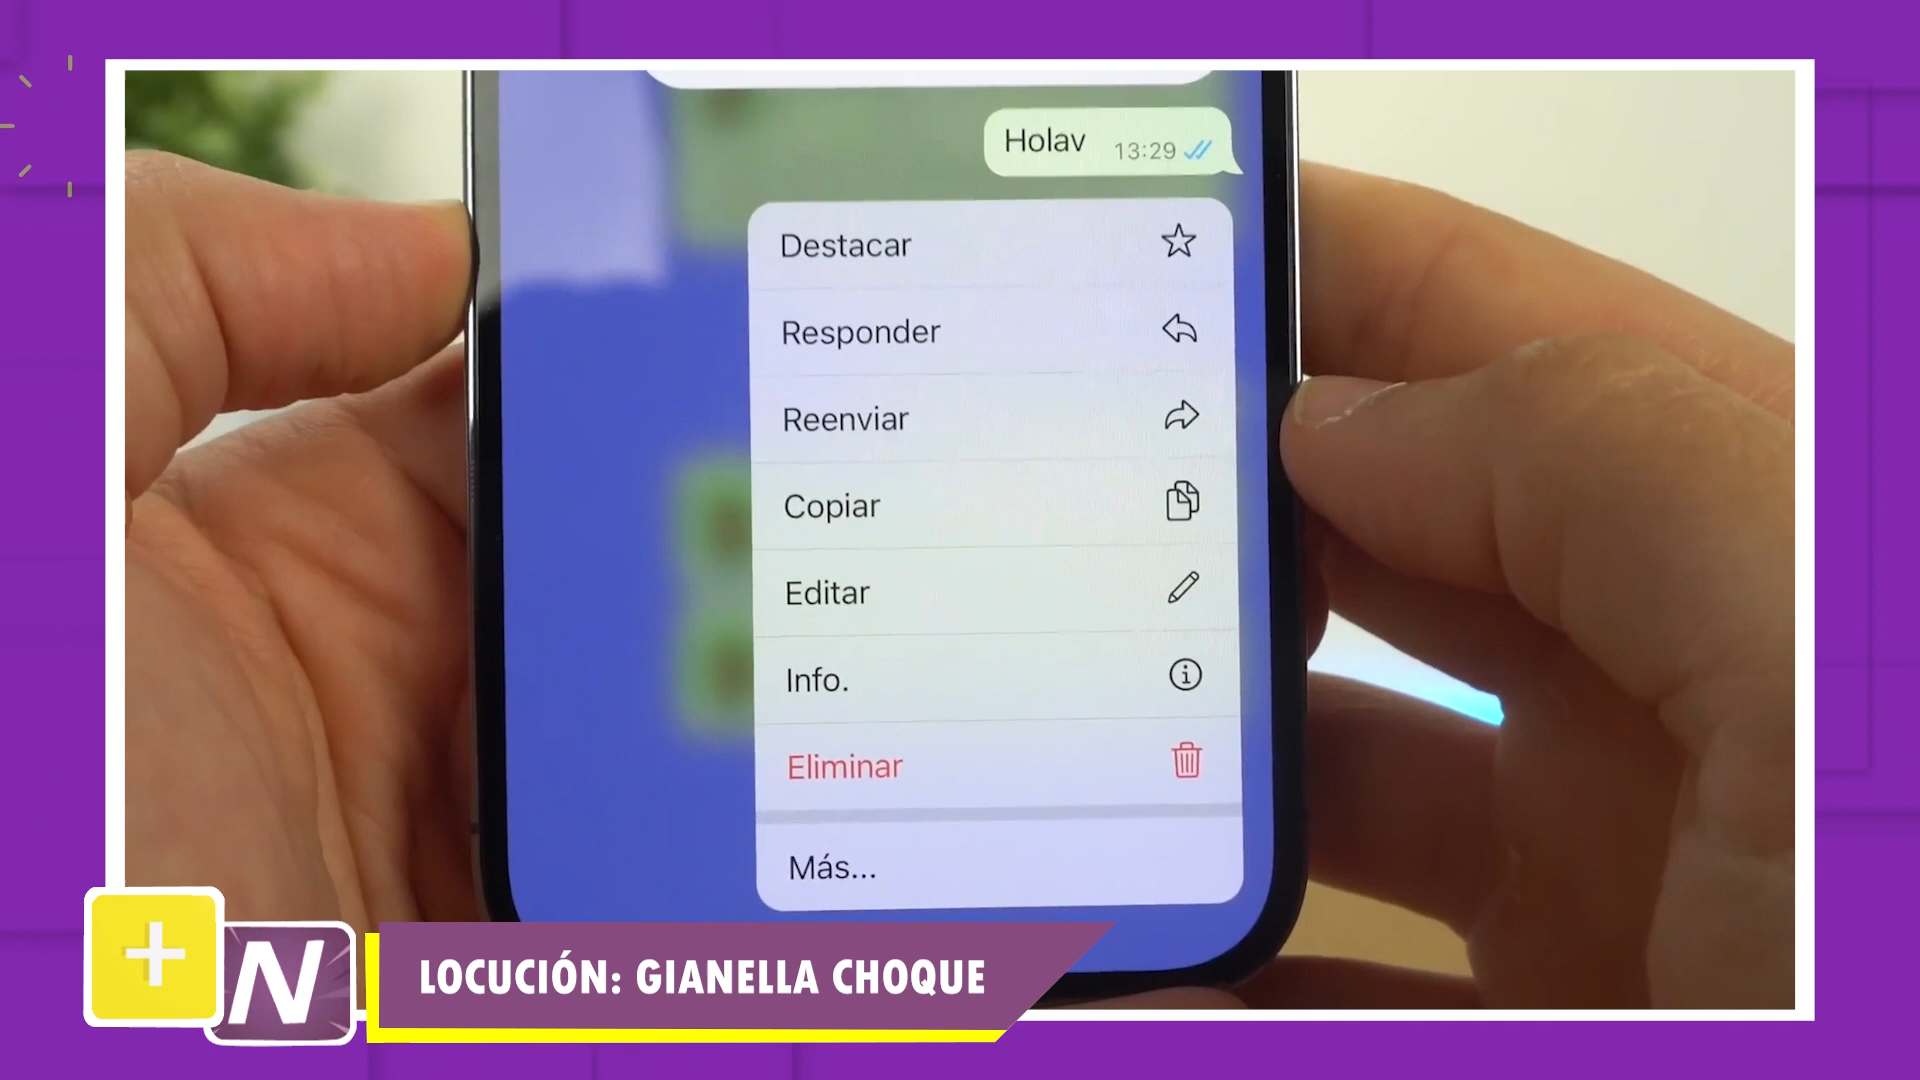 Holav 13:29
Destacar
Responder
Reenviar
Copiar
Editar
Info.
Eliminar
Más...
+N
LOCUCIÓN: GIANELLA CHOQUE